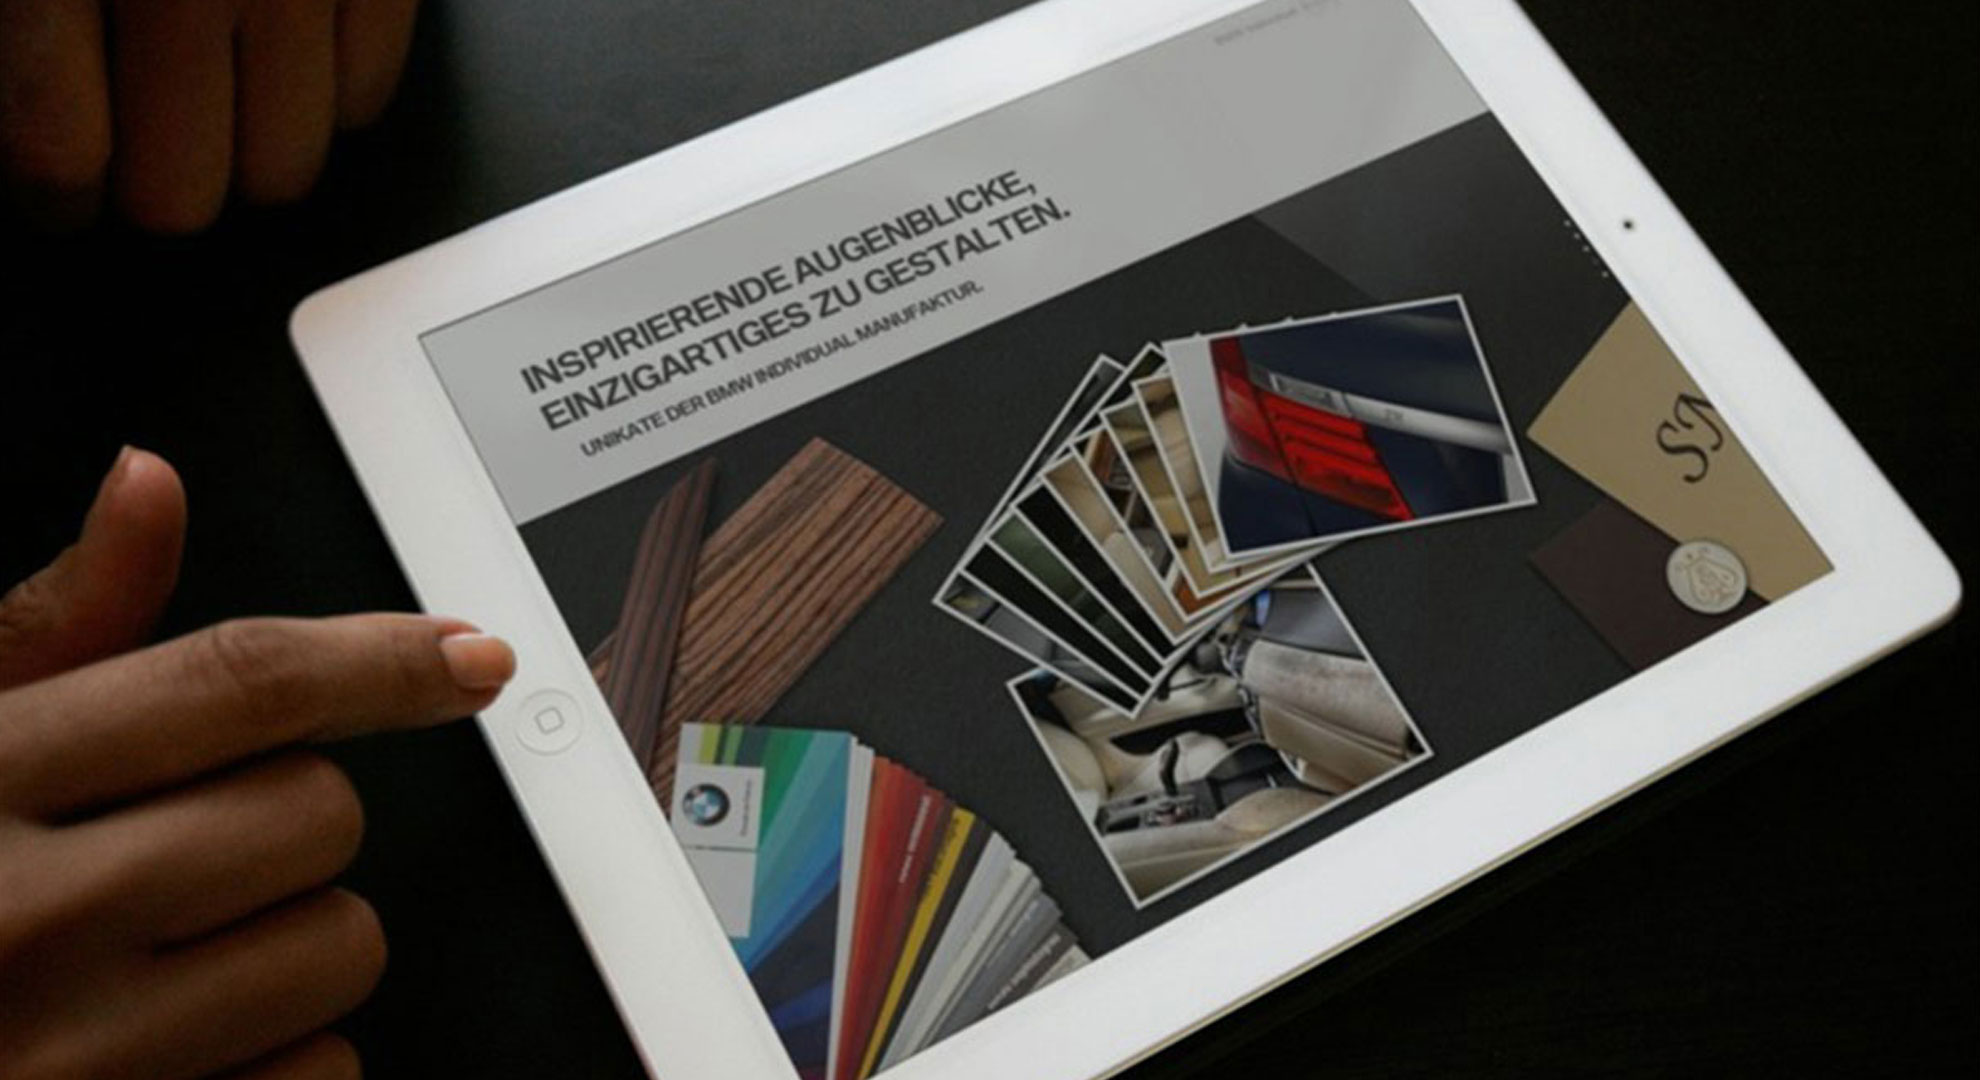 INSPIRIERENDE AUGENBLICKE,
EINZIGARTIGES ZU GESTALTEN.
UNIKATE DER BMW INDIVIDUAL MANUFAKTUR.